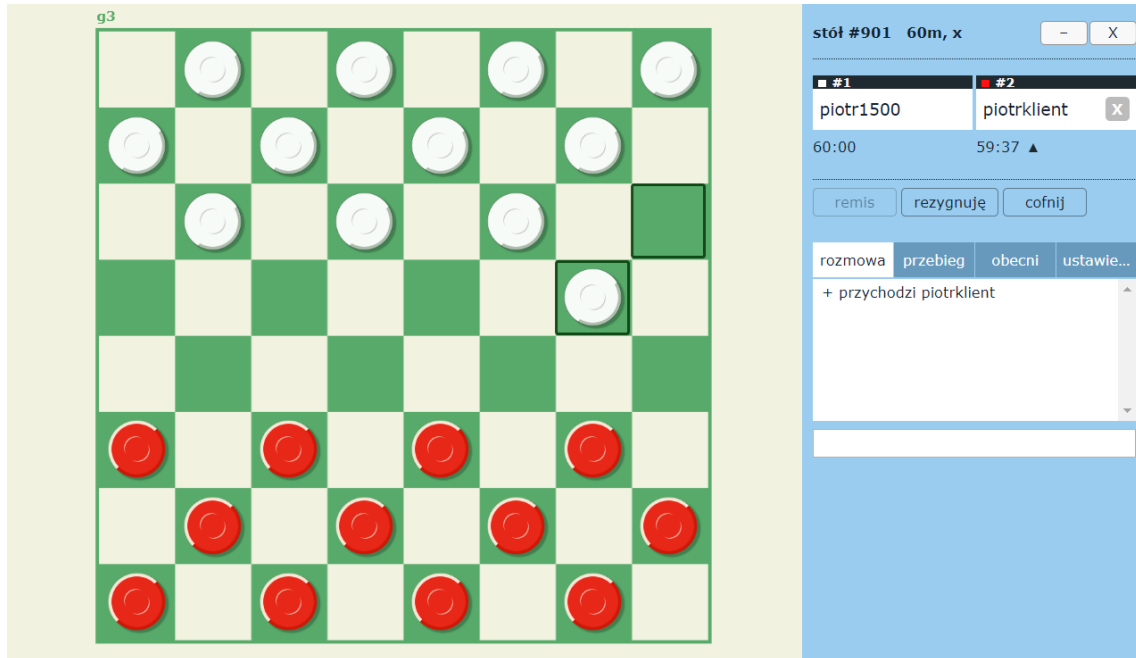 g3
stół #901 60m, x
– X
#1 #2
piotr1500 piotrklient X
60:00 59:37 ▲
remis rezygnuję cofnij
rozmowa przebieg obecni ustawie...
+ przychodzi piotrklient